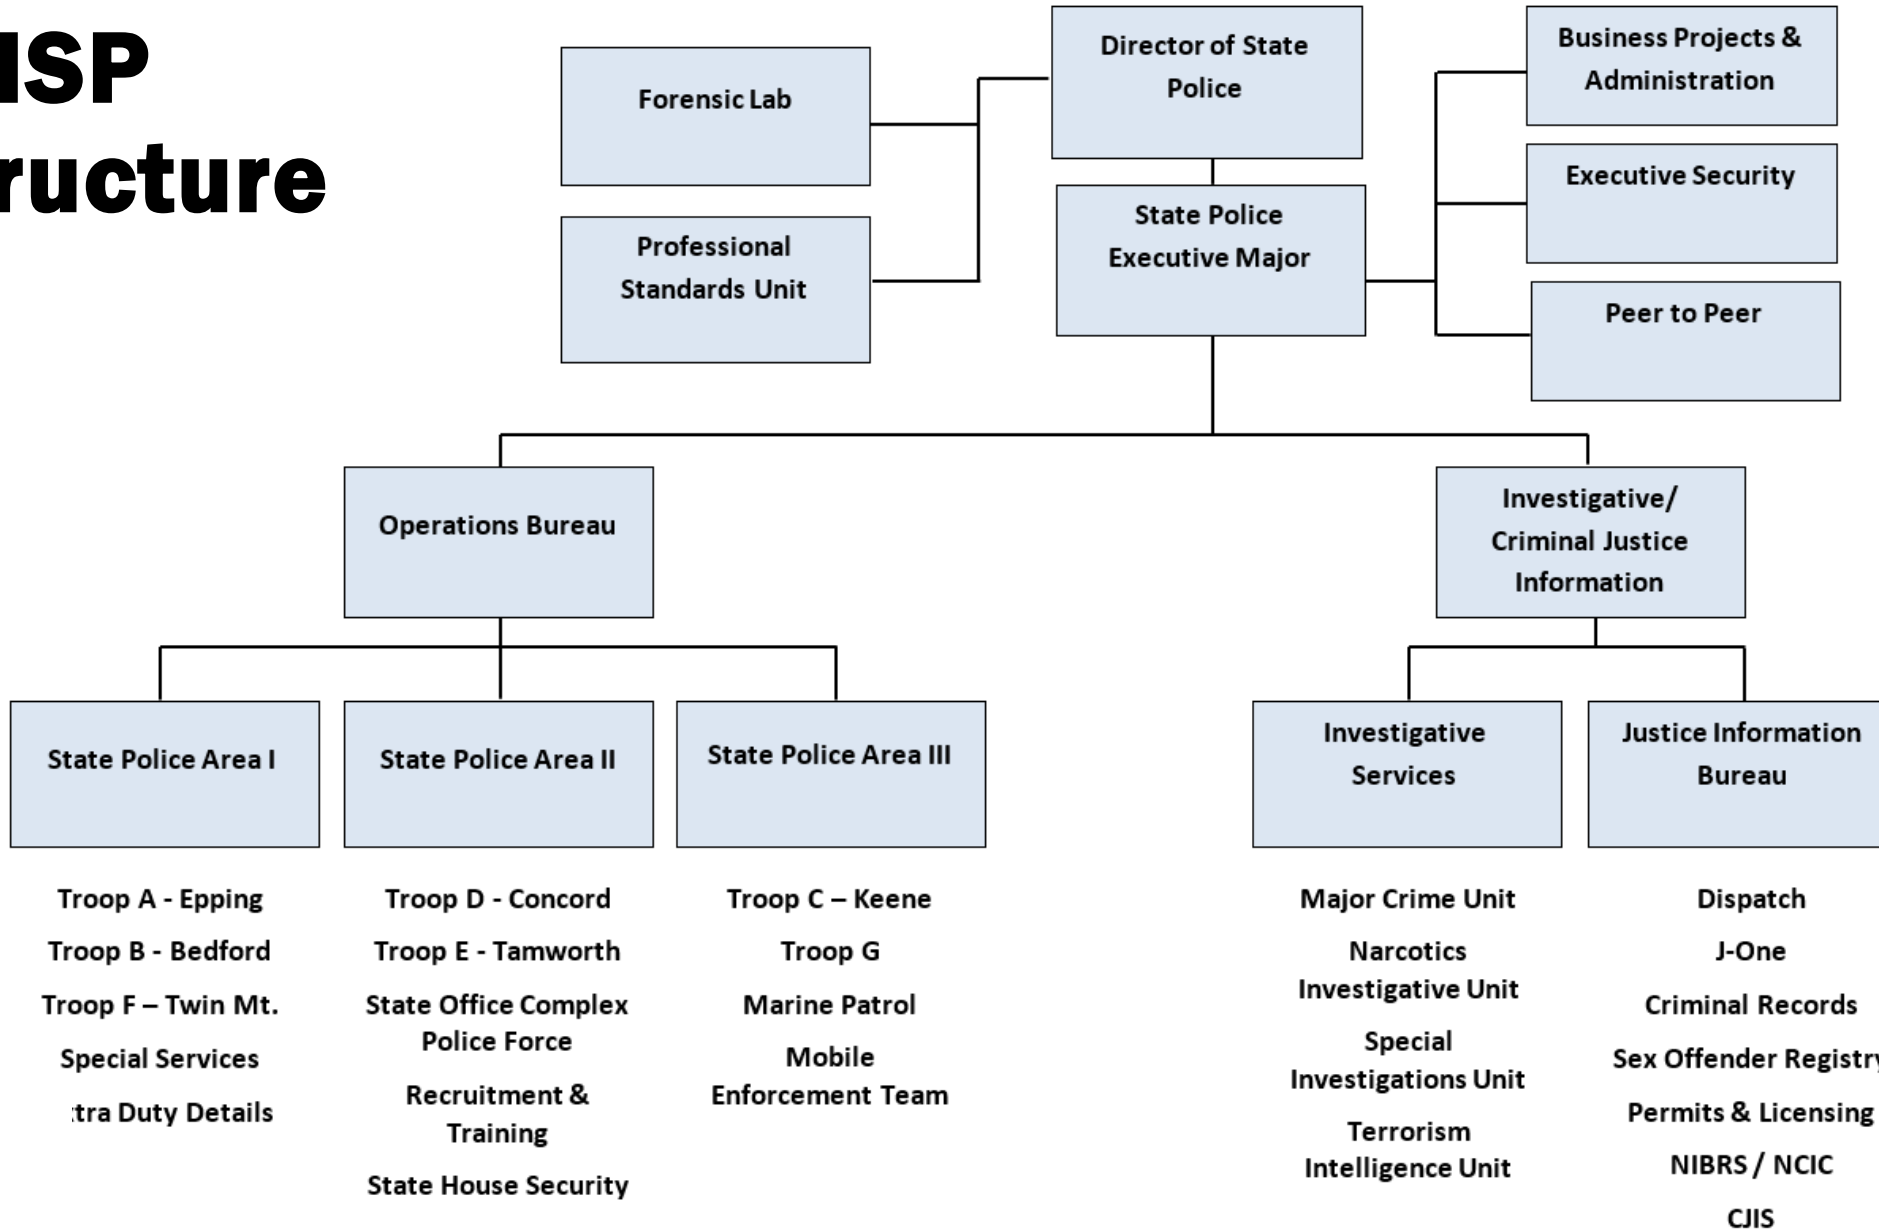 ISP
ructure
Forensic Lab
Professional
Standards Unit
Director of State
Police
State Police
Executive Major
Business Projects &
Administration
Executive Security
Peer to Peer
Operations Bureau
Investigative/
Criminal Justice
Information
State Police Area I
Troop A - Epping
Troop B - Bedford
Troop F – Twin Mt.
Special Services
tra Duty Details
State Police Area II
Troop D - Concord
Troop E - Tamworth
State Office Complex
Police Force
Recruitment &
Training
State House Security
State Police Area III
Troop C – Keene
Troop G
Marine Patrol
Mobile
Enforcement Team
Investigative
Services
Major Crime Unit
Narcotics
Investigative Unit
Special
Investigations Unit
Terrorism
Intelligence Unit
Justice Information
Bureau
Dispatch
J-One
Criminal Records
Sex Offender Registry
Permits & Licensing
NIBRS / NCIC
CJIS